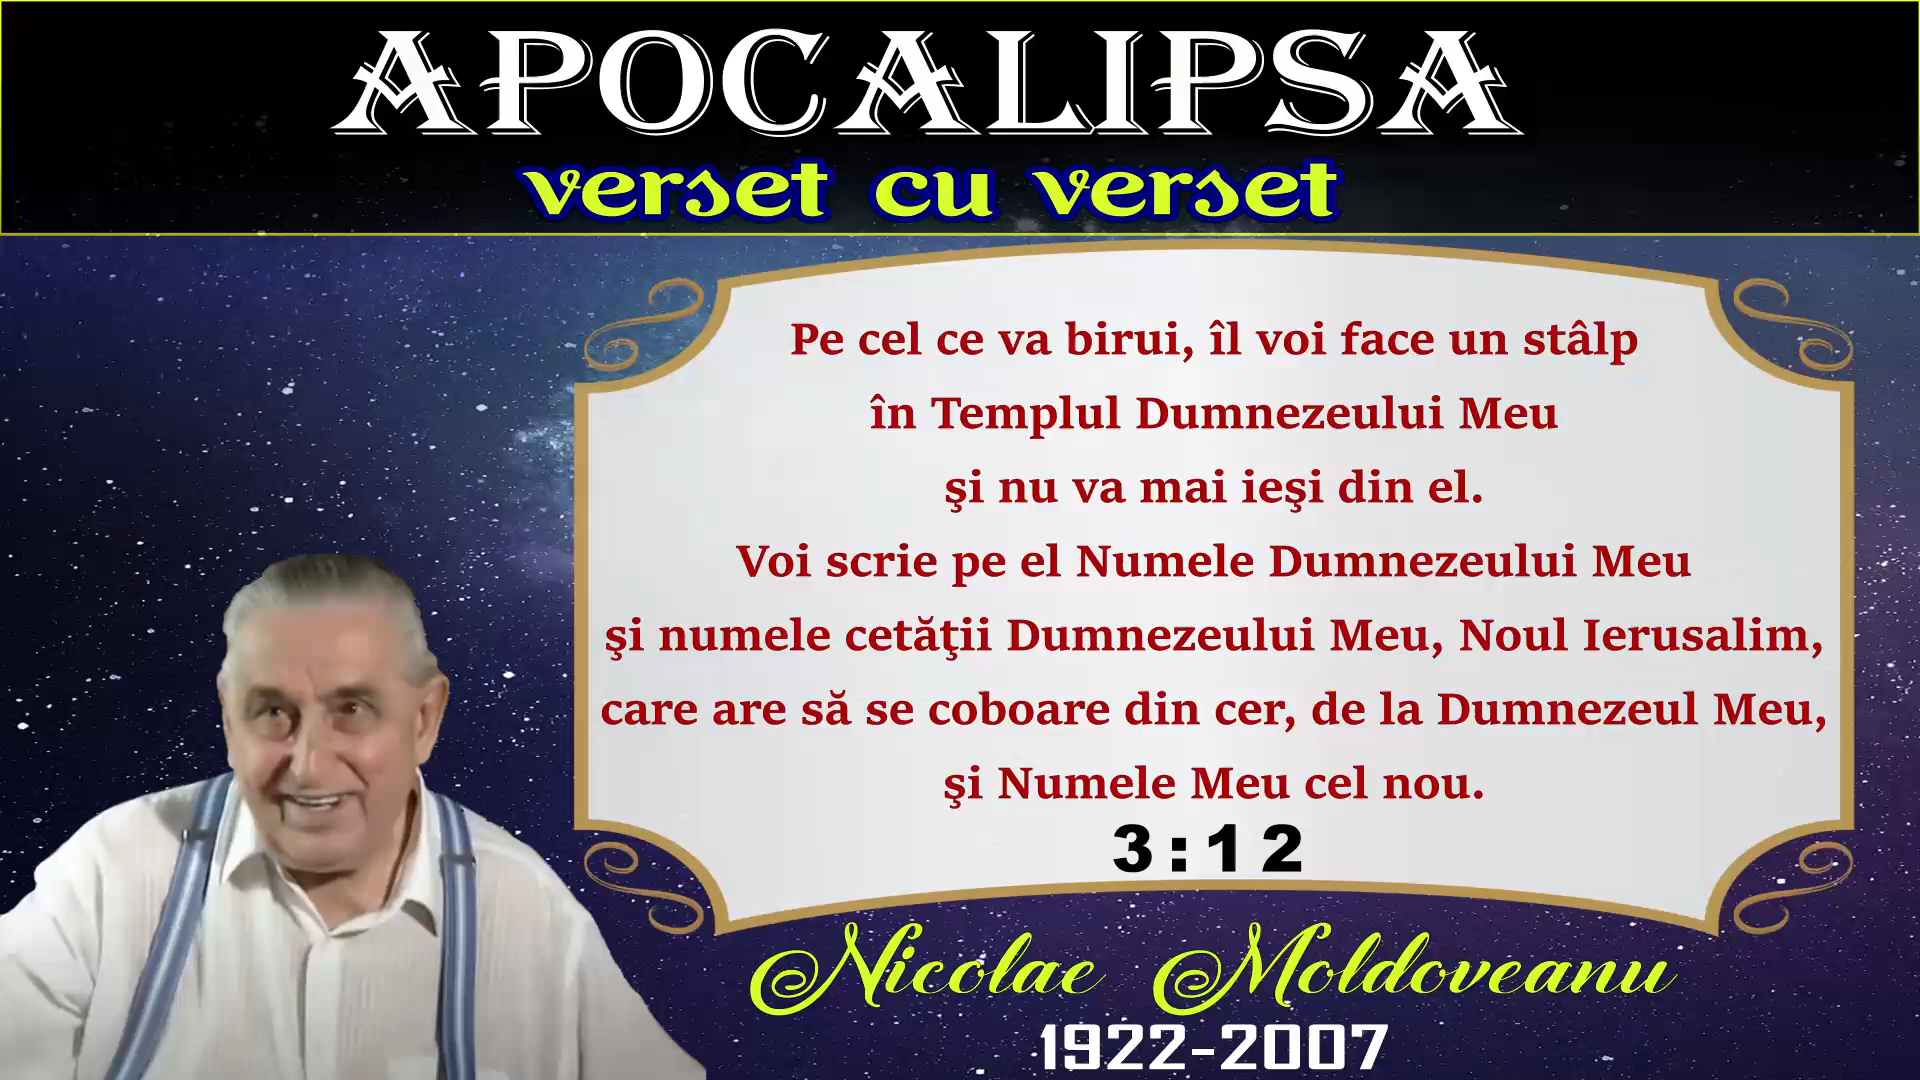 APOCALIPSA
verset cu verset
Pe cel ce va birui, îl voi face un stâlp
în Templul Dumnezeului Meu
şi nu va mai ieşi din el.
Voi scrie pe el Numele Dumnezeului Meu
şi numele cetăţii Dumnezeului Meu, Noul Ierusalim,
care are să se coboare din cer, de la Dumnezeul Meu,
şi Numele Meu cel nou.
3:12
Nicolae Moldoveanu
1922-2007